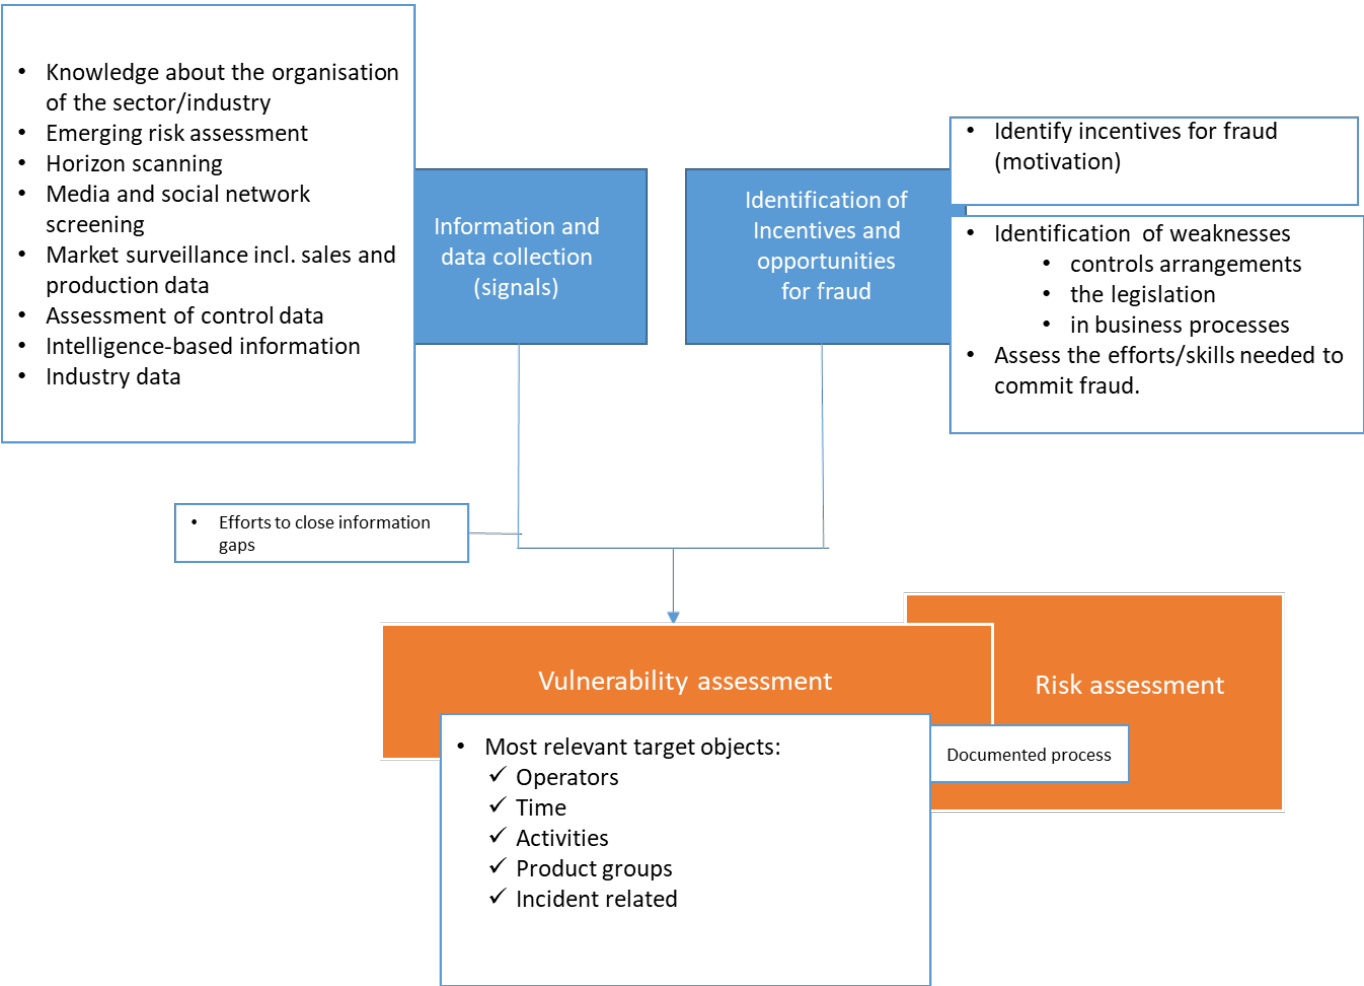 • Knowledge about the organisation
of the sector/industry
• Emerging risk assessment
• Horizon scanning
• Media and social network
screening
• Market surveillance incl. sales and
production data
• Assessment of control data
• Intelligence-based information
• Industry data
Information and
data collection
(signals)
Identification of
Incentives and
opportunities
for fraud
• Identify incentives for fraud
(motivation)
• Identification of weaknesses
• controls arrangements
• the legislation
• in business processes
• Assess the efforts/skills needed to
commit fraud.
• Efforts to close information
gaps
Vulnerability assessment
Risk assessment
• Most relevant target objects:
✓ Operators
✓ Time
✓ Activities
✓ Product groups
✓ Incident related
Documented process